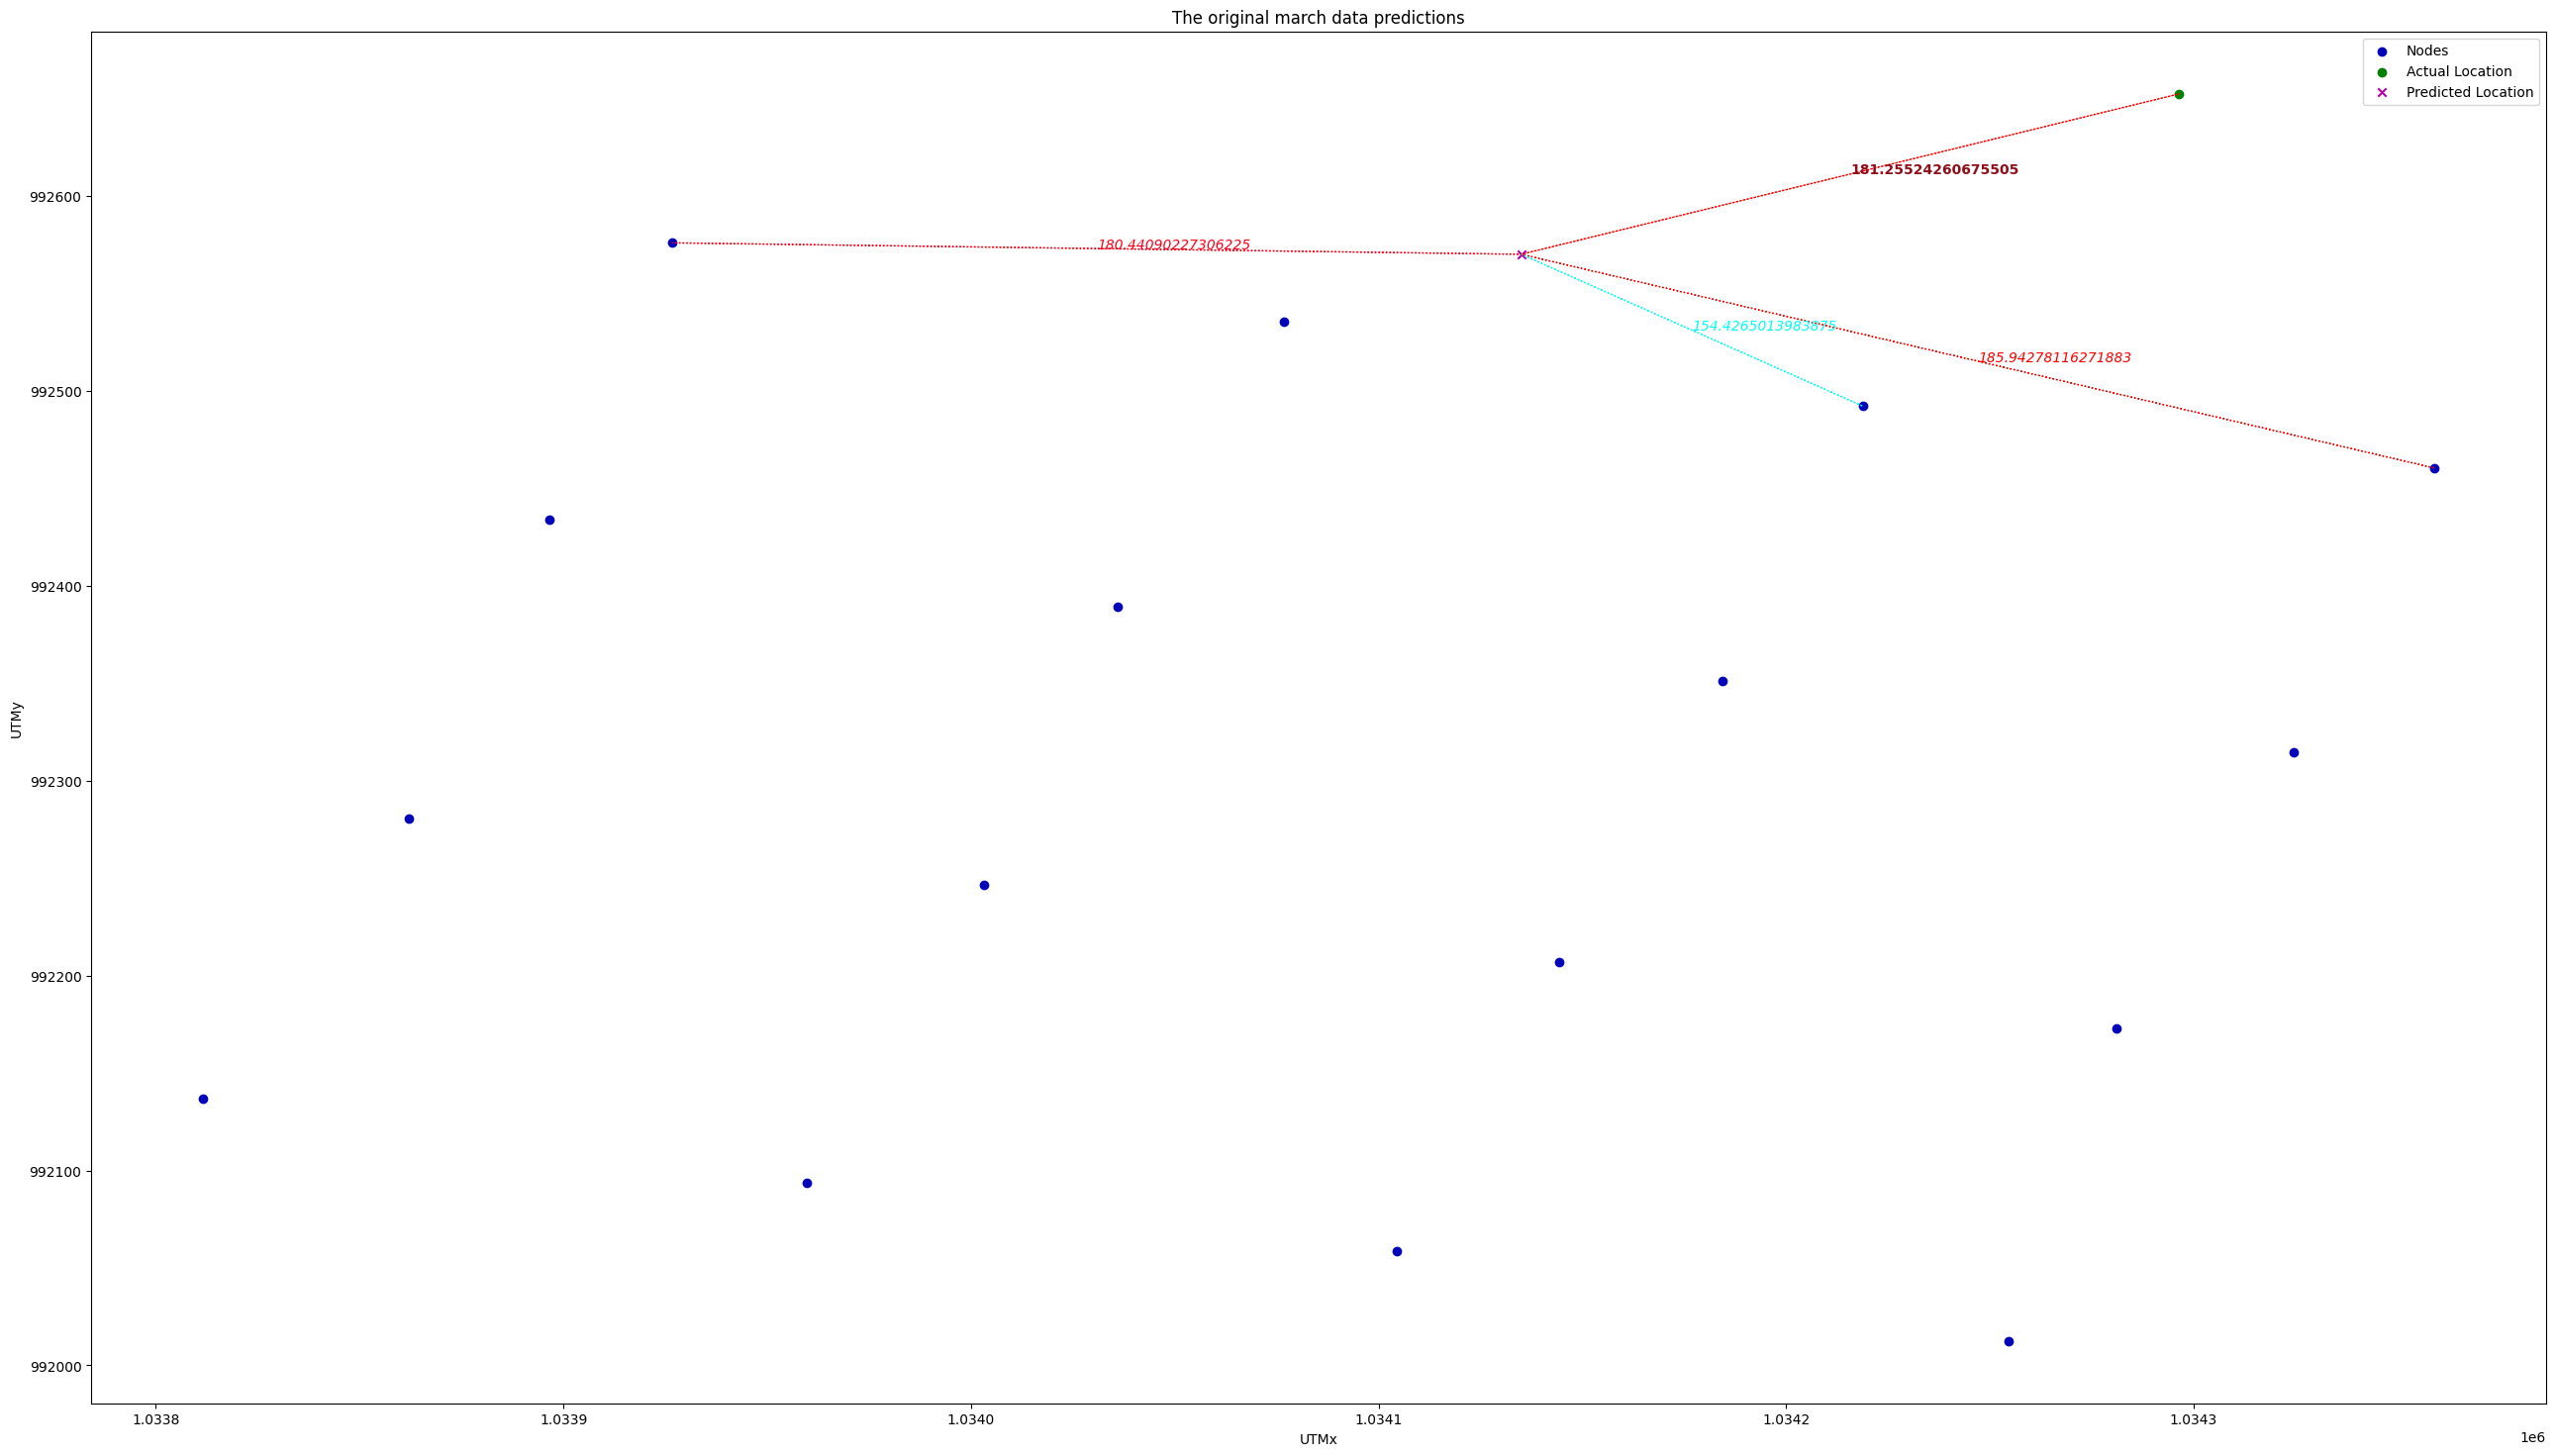 The original march data predictions
Nodes
Actual Location
Predicted Location
181.25524260675505
180.44090227306225
154.4265013983875
185.94278116271883
992600
992500
992400
992300
992200
992100
992000
UTMy
1.0338 1.0339 1.0340 1.0341 1.0342 1.0343
UTMx
1e6